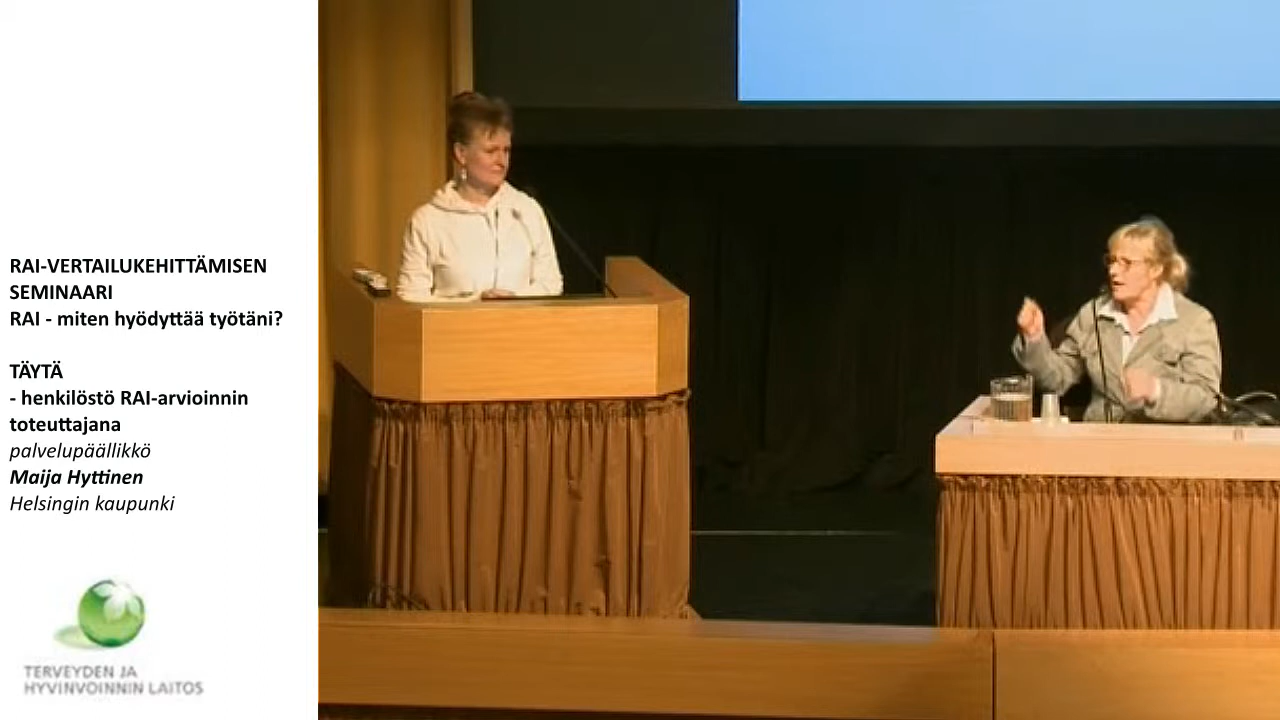 RAI-VERTAILUKEHITTÄMISEN
SEMINAARI
RAI - miten hyödyttää työtäni?
TÄYTÄ
- henkilöstö RAI-arvioinnin
toteuttajana
palvelupäällikkö
Maija Hyttinen
Helsingin kaupunki
TERVEYDEN JA
HYVINVOINNIN LAITOS